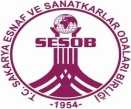 T.C. SAKARYA ESNAF VE SANATKARLAR ODALARI BİRLİĞİ
SESOB
-1954-